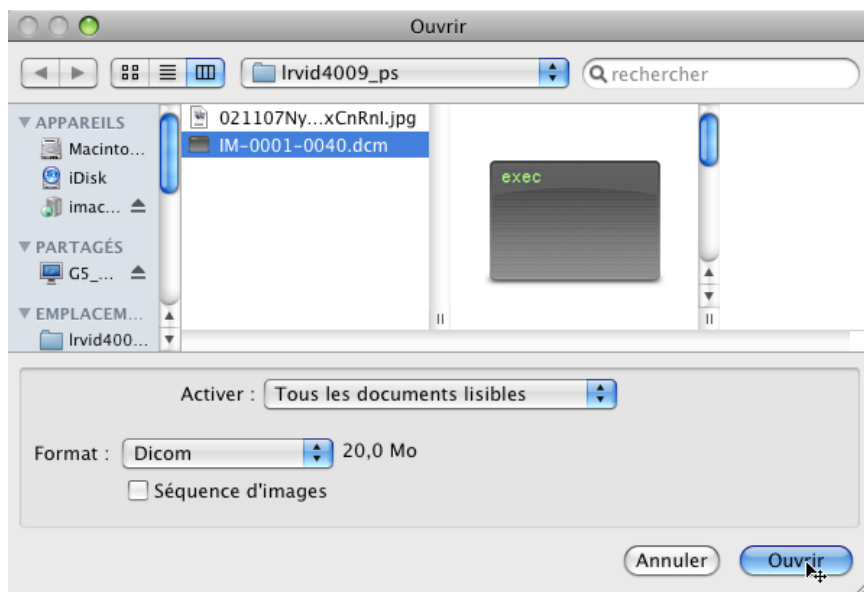 Ouvrir
lrvid4009_ps
rechercher
APPAREILS
Macinto...
iDisk
imac...
PARTAGÉS
G5_...
EMPLACEM...
lrvid400...
021107Ny...xCnRnl.jpg
IM-0001-0040.dcm
exec
Activer : Tous les documents lisibles
Format : Dicom 20,0 Mo
Séquence d'images
Annuler Ouvrir